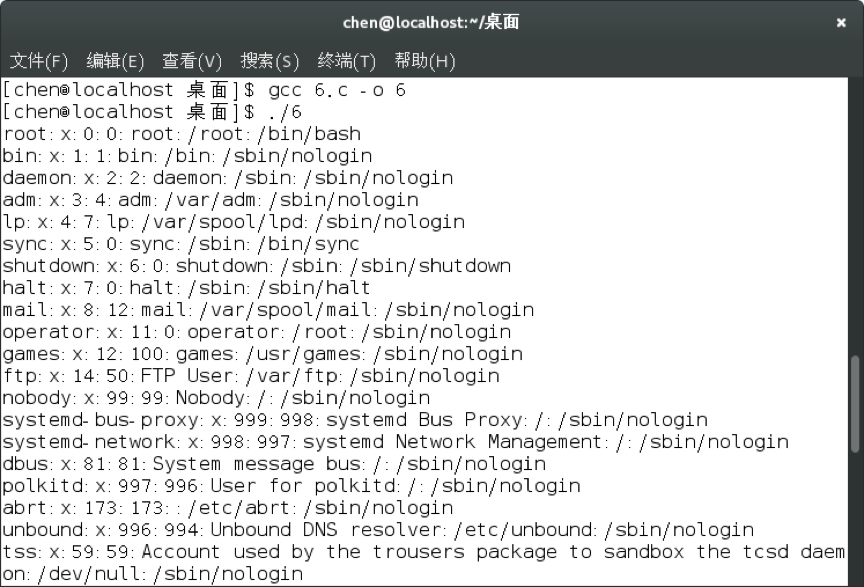 chen@localhost:~/桌面
×
文件(F) 编辑(E) 查看(V) 搜索(S) 终端(T) 帮助(H)
[chen@localhost 桌面]$ gcc 6.c -o 6
[chen@localhost 桌面]$ ./6
root:x:0:0:root:/root:/bin/bash
bin:x:1:1:bin:/bin:/sbin/nologin
daemon:x:2:2:daemon:/sbin:/sbin/nologin
adm:x:3:4:adm:/var/adm:/sbin/nologin
lp:x:4:7:lp:/var/spool/lpd:/sbin/nologin
sync:x:5:0:sync:/sbin:/bin/sync
shutdown:x:6:0:shutdown:/sbin:/sbin/shutdown
halt:x:7:0:halt:/sbin:/sbin/halt
mail:x:8:12:mail:/var/spool/mail:/sbin/nologin
operator:x:11:0:operator:/root:/sbin/nologin
games:x:12:100:games:/usr/games:/sbin/nologin
ftp:x:14:50:FTP User:/var/ftp:/sbin/nologin
nobody:x:99:99:Nobody:/:/sbin/nologin
systemd-bus-proxy:x:999:998:systemd Bus Proxy:/:/sbin/nologin
systemd-network:x:998:997:systemd Network Management:/:/sbin/nologin
dbus:x:81:81:System message bus:/:/sbin/nologin
polkitd:x:997:996:User for polkitd:/:/sbin/nologin
abrt:x:173:173::/etc/abrt:/sbin/nologin
unbound:x:996:994:Unbound DNS resolver:/etc/unbound:/sbin/nologin
tss:x:59:59:Account used by the trousers package to sandbox the tcsd daem
on:/dev/null:/sbin/nologin